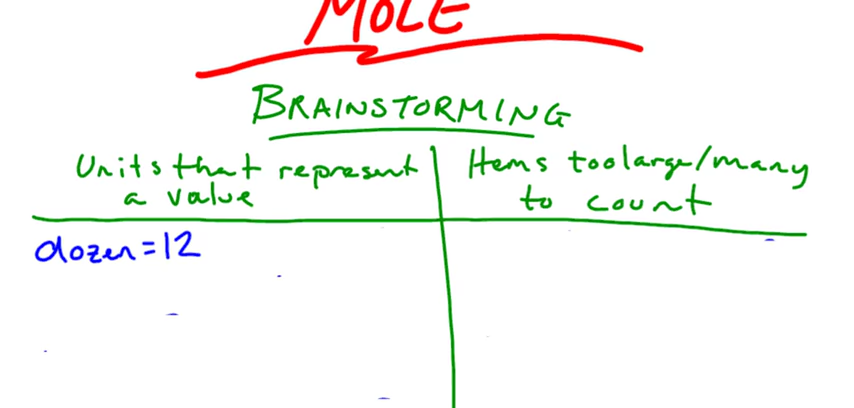 MOLE
BRAINSTORMING
Units that represent
a value
Items too large/many
to count
dozen = 12